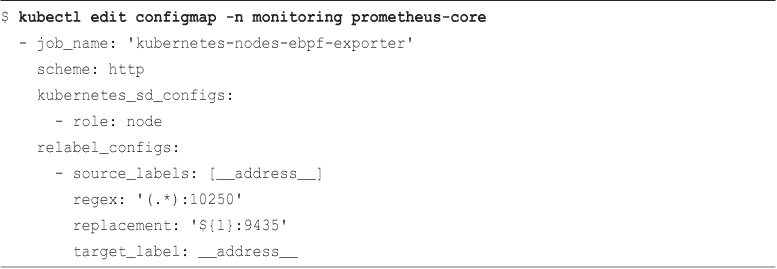 $ kubectl edit configmap -n monitoring prometheus-core
  - job_name: 'kubernetes-nodes-ebpf-exporter'
    scheme: http
    kubernetes_sd_configs:
      - role: node
    relabel_configs:
      - source_labels: [__address__]
        regex: '(.*):10250'
        replacement: '${1}:9435'
        target_label: __address__